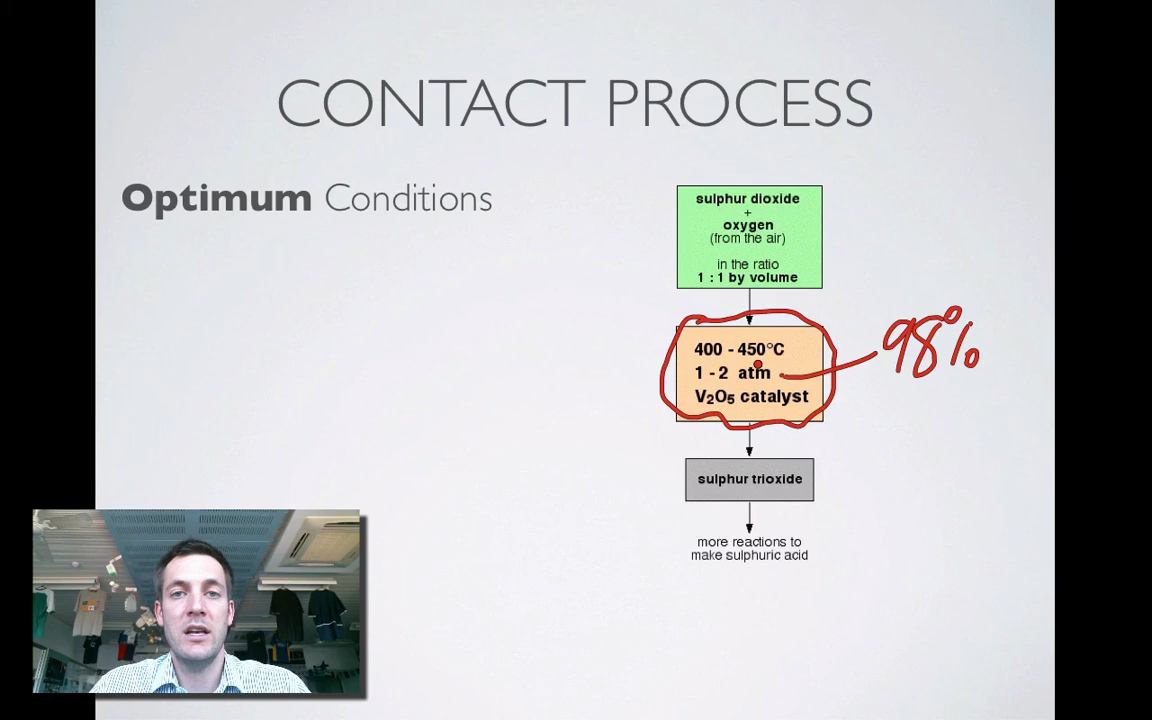 CONTACT PROCESS
Optimum Conditions
sulphur dioxide
+
oxygen
(from the air)
in the ratio
1 : 1 by volume
400 - 450°C
1 - 2 atm
V₂O₅ catalyst
98%
sulphur trioxide
more reactions to
make sulphuric acid